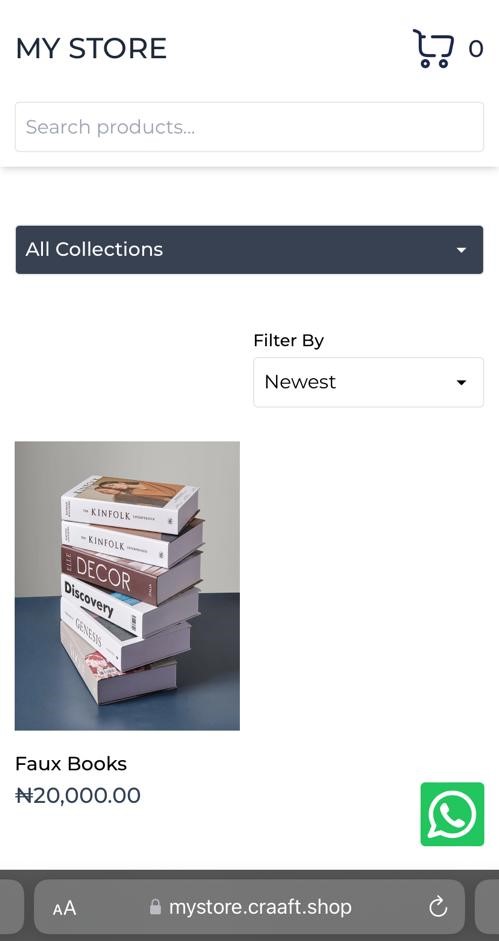 MY STORE
0
Search products...
All Collections
Filter By
Newest
THE KINFOLK
THE KINFOLK
ELLE DECOR ITALIA
Discovery
GENESIS
Faux Books
₦20,000.00
AA mystore.craaft.shop